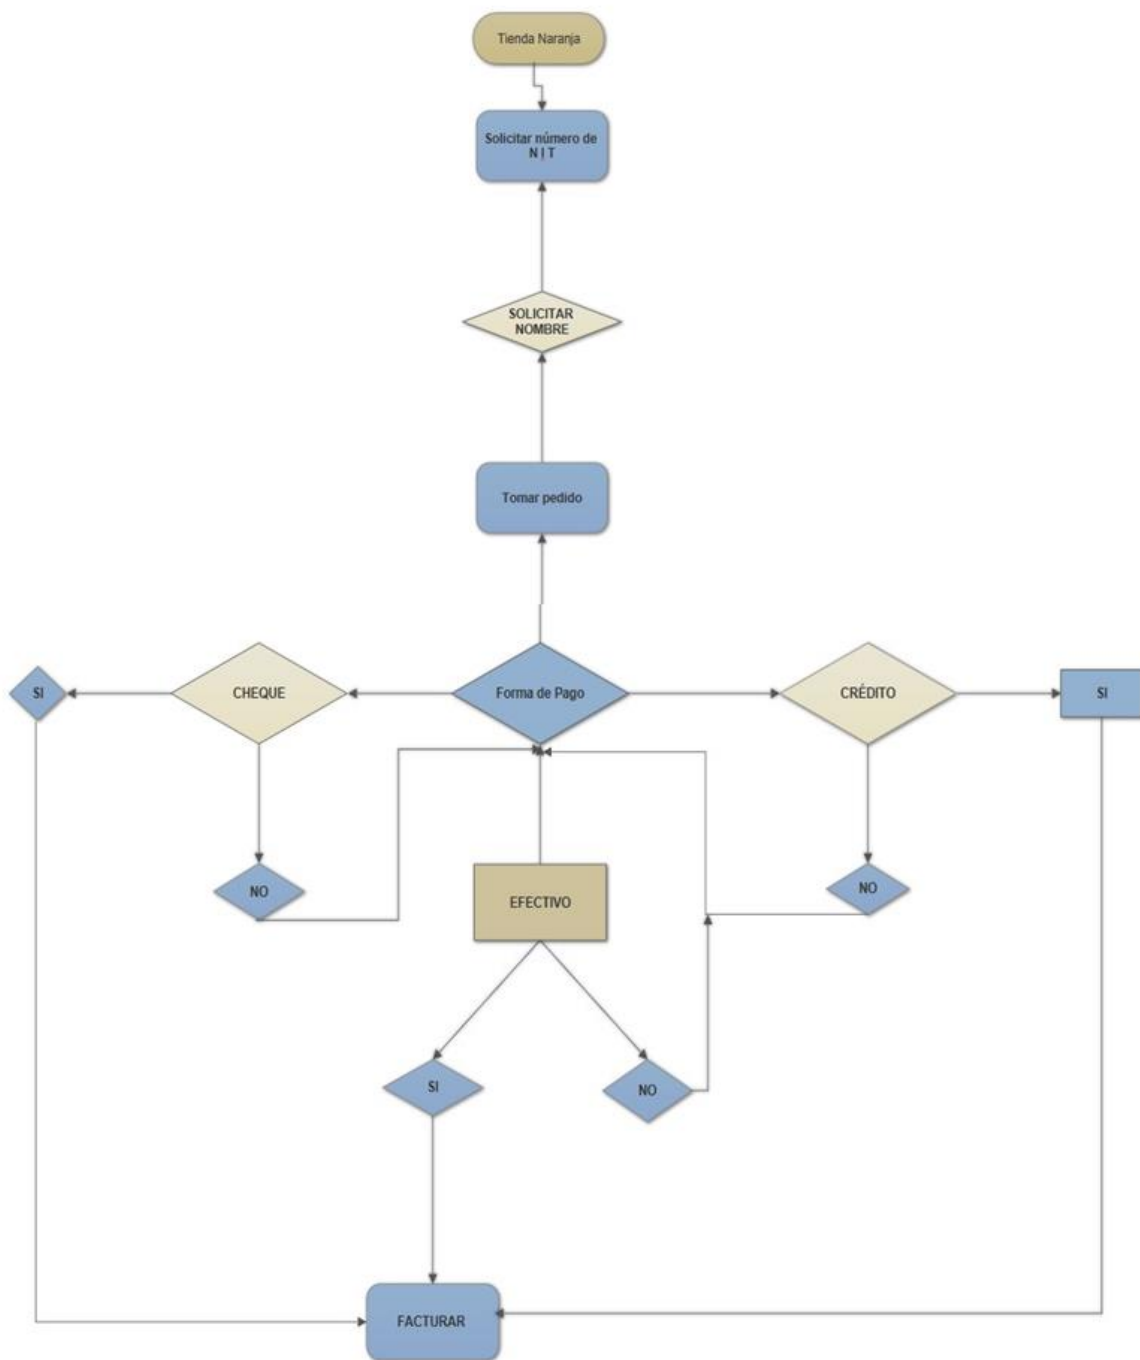 Tienda Naranja
Solicitar número de
N I T
SOLICITAR
NOMBRE
Tomar pedido
SI
CHEQUE
Forma de Pago
CRÉDITO
SI
NO
EFECTIVO
NO
SI
NO
FACTURAR